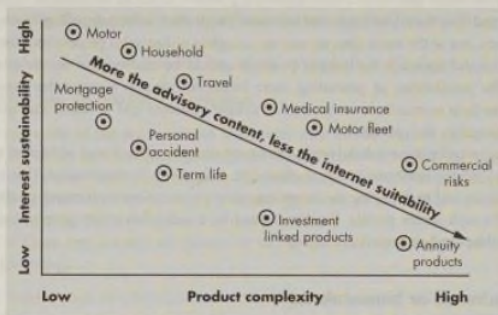 High
Interest sustainability
Low
Motor
Household
Travel
Mortgage
protection
Medical insurance
Motor fleet
Personal
accident
Term life
Commercial
risks
Investment
linked products
Annuity
products
More the advisory content, less the internet suitability
Low
Product complexity
High